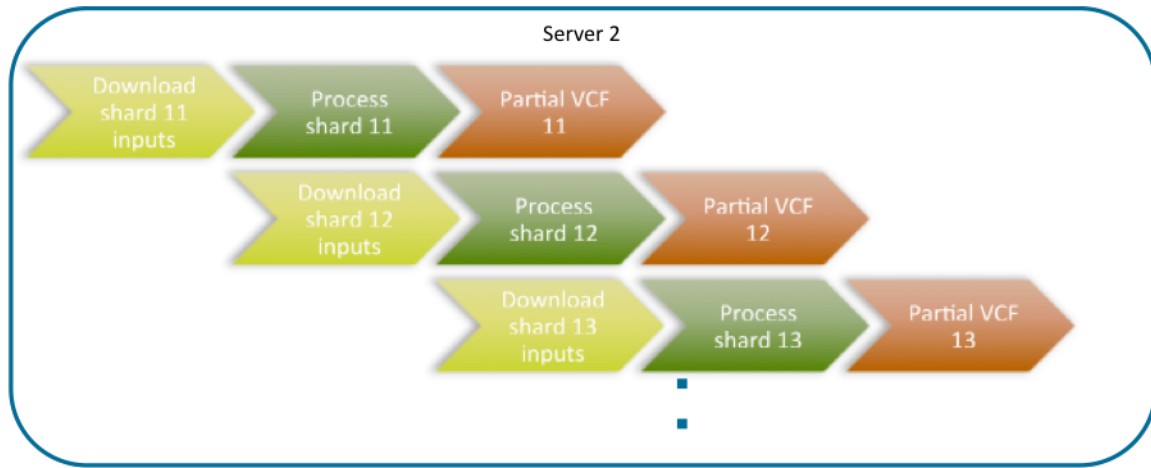 Server 2
Download
shard 11
inputs
Process
shard 11
Partial VCF
11
Download
shard 12
inputs
Process
shard 12
Partial VCF
12
Download
shard 13
inputs
Process
shard 13
Partial VCF
13